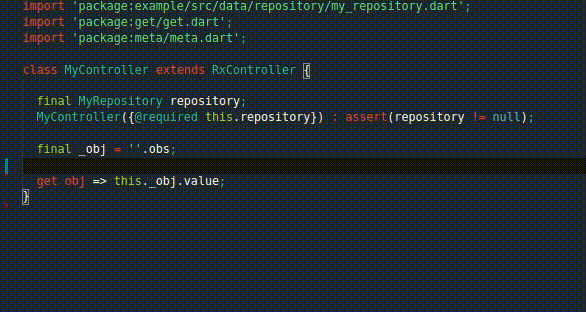 import 'package:example/src/data/repository/my_repository.dart';
import 'package:get/get.dart';
import 'package:meta/meta.dart';
class MyController extends RxController {
final MyRepository repository;
MyController({@required this.repository}) : assert(repository != null);
final _obj = ''.obs;
get obj => this._obj.value;
}